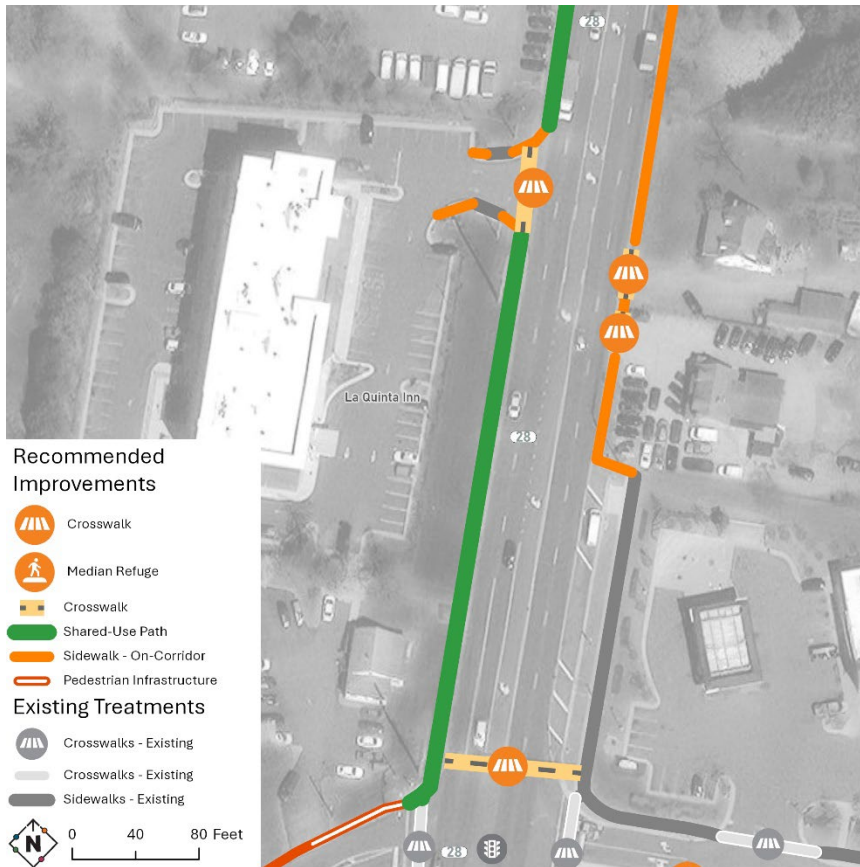 28
La Quinta Inn
28
Recommended
Improvements
Crosswalk
Median Refuge
Crosswalk
Shared-Use Path
Sidewalk - On-Corridor
Pedestrian Infrastructure
Existing Treatments
Crosswalks - Existing
Crosswalks - Existing
Sidewalks - Existing
N
0 40 80 Feet
28